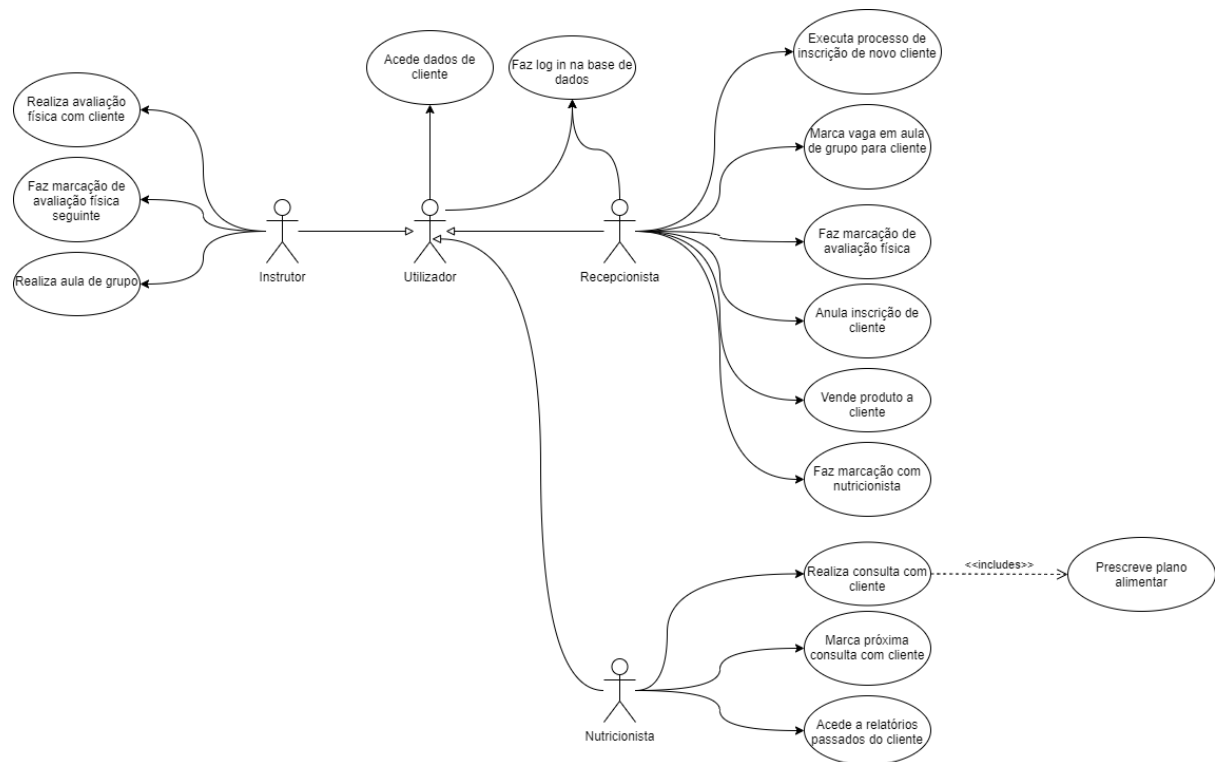 Executa processo de
inscrição de novo cliente
Acede dados de
cliente
Faz log in na base de
dados
Realiza avaliação
física com cliente
Marca vaga em aula
de grupo para cliente
Faz marcação de
avaliação física
seguinte
Faz marcação de
avaliação física
Realiza aula de grupo
Instrutor
Utilizador
Recepcionista
Anula inscrição de
cliente
Vende produto a
cliente
Faz marcação com
nutricionista
Realiza consulta com
cliente
<<includes>>
Prescreve plano
alimentar
Marca próxima
consulta com cliente
Nutricionista
Acede a relatórios
passados do cliente